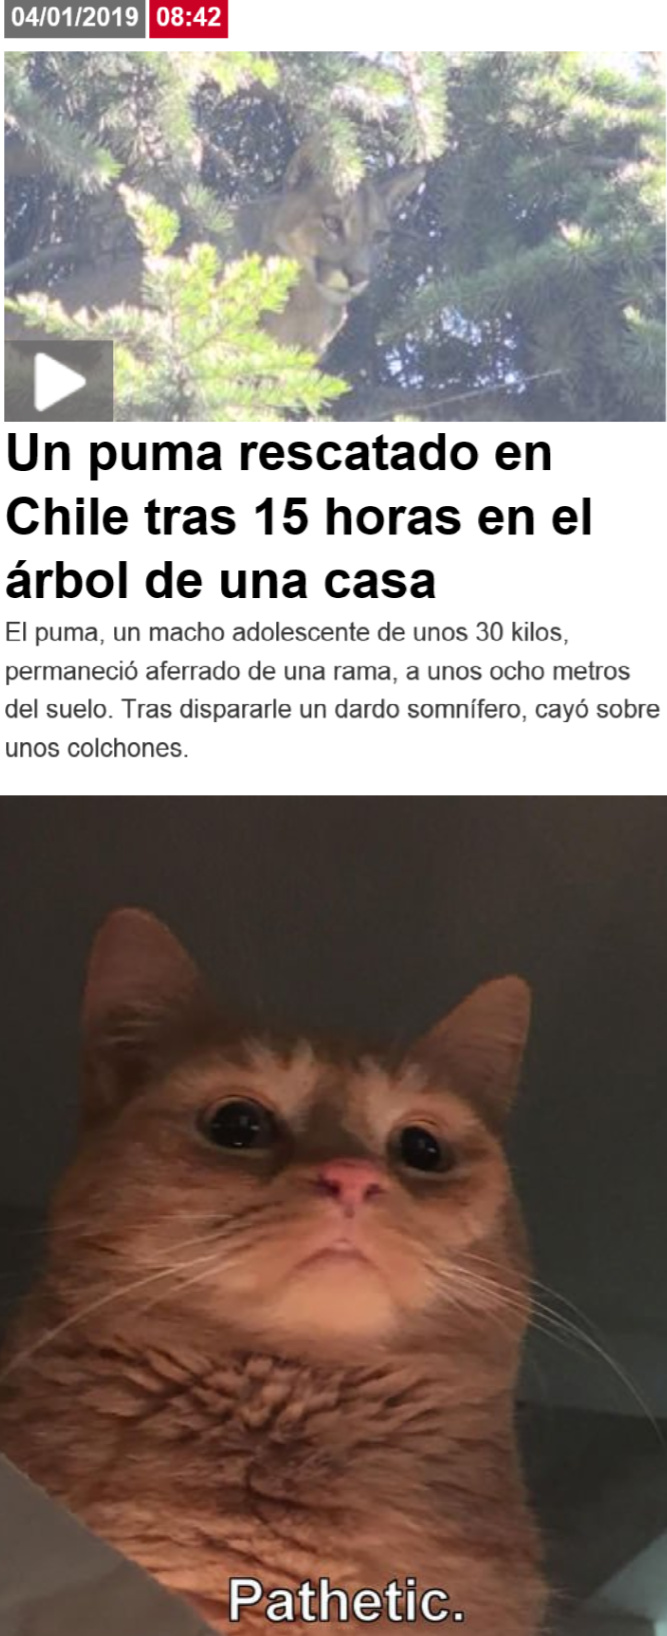 04/01/2019 08:42
Un puma rescatado en
Chile tras 15 horas en el
árbol de una casa
El puma, un macho adolescente de unos 30 kilos,
permaneció aferrado de una rama, a unos ocho metros
del suelo. Tras dispararle un dardo somnífero, cayó sobre
unos colchones.
Pathetic.